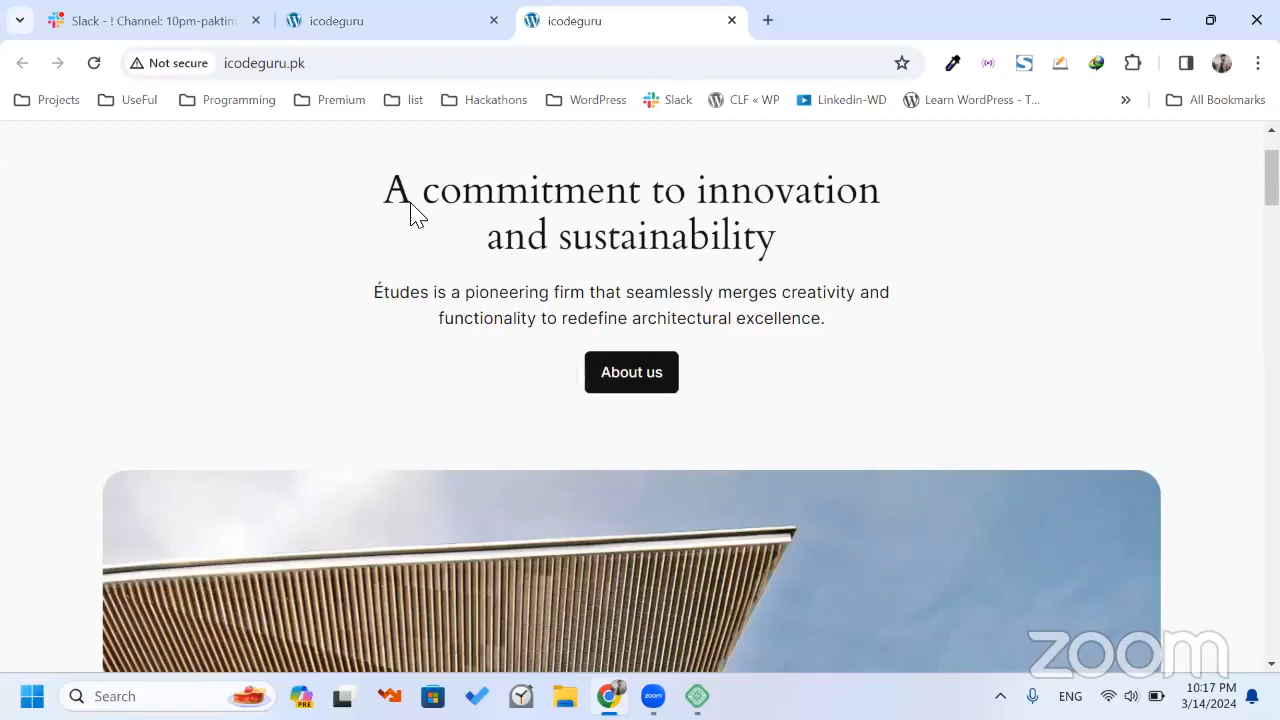 Slack - ! Channel: 10pm-paktim
icodeguru
icodeguru
Not secure
icodeguru.pk
Projects
UseFul
Programming
Premium
list
Hackathons
WordPress
Slack
CLF « WP
Linkedin-WD
Learn WordPress - T...
»
All Bookmarks
A commitment to innovation
and sustainability
Études is a pioneering firm that seamlessly merges creativity and
functionality to redefine architectural excellence.
About us
zoom
Search
PRE
zoom
ENG
10:17 PM
3/14/2024